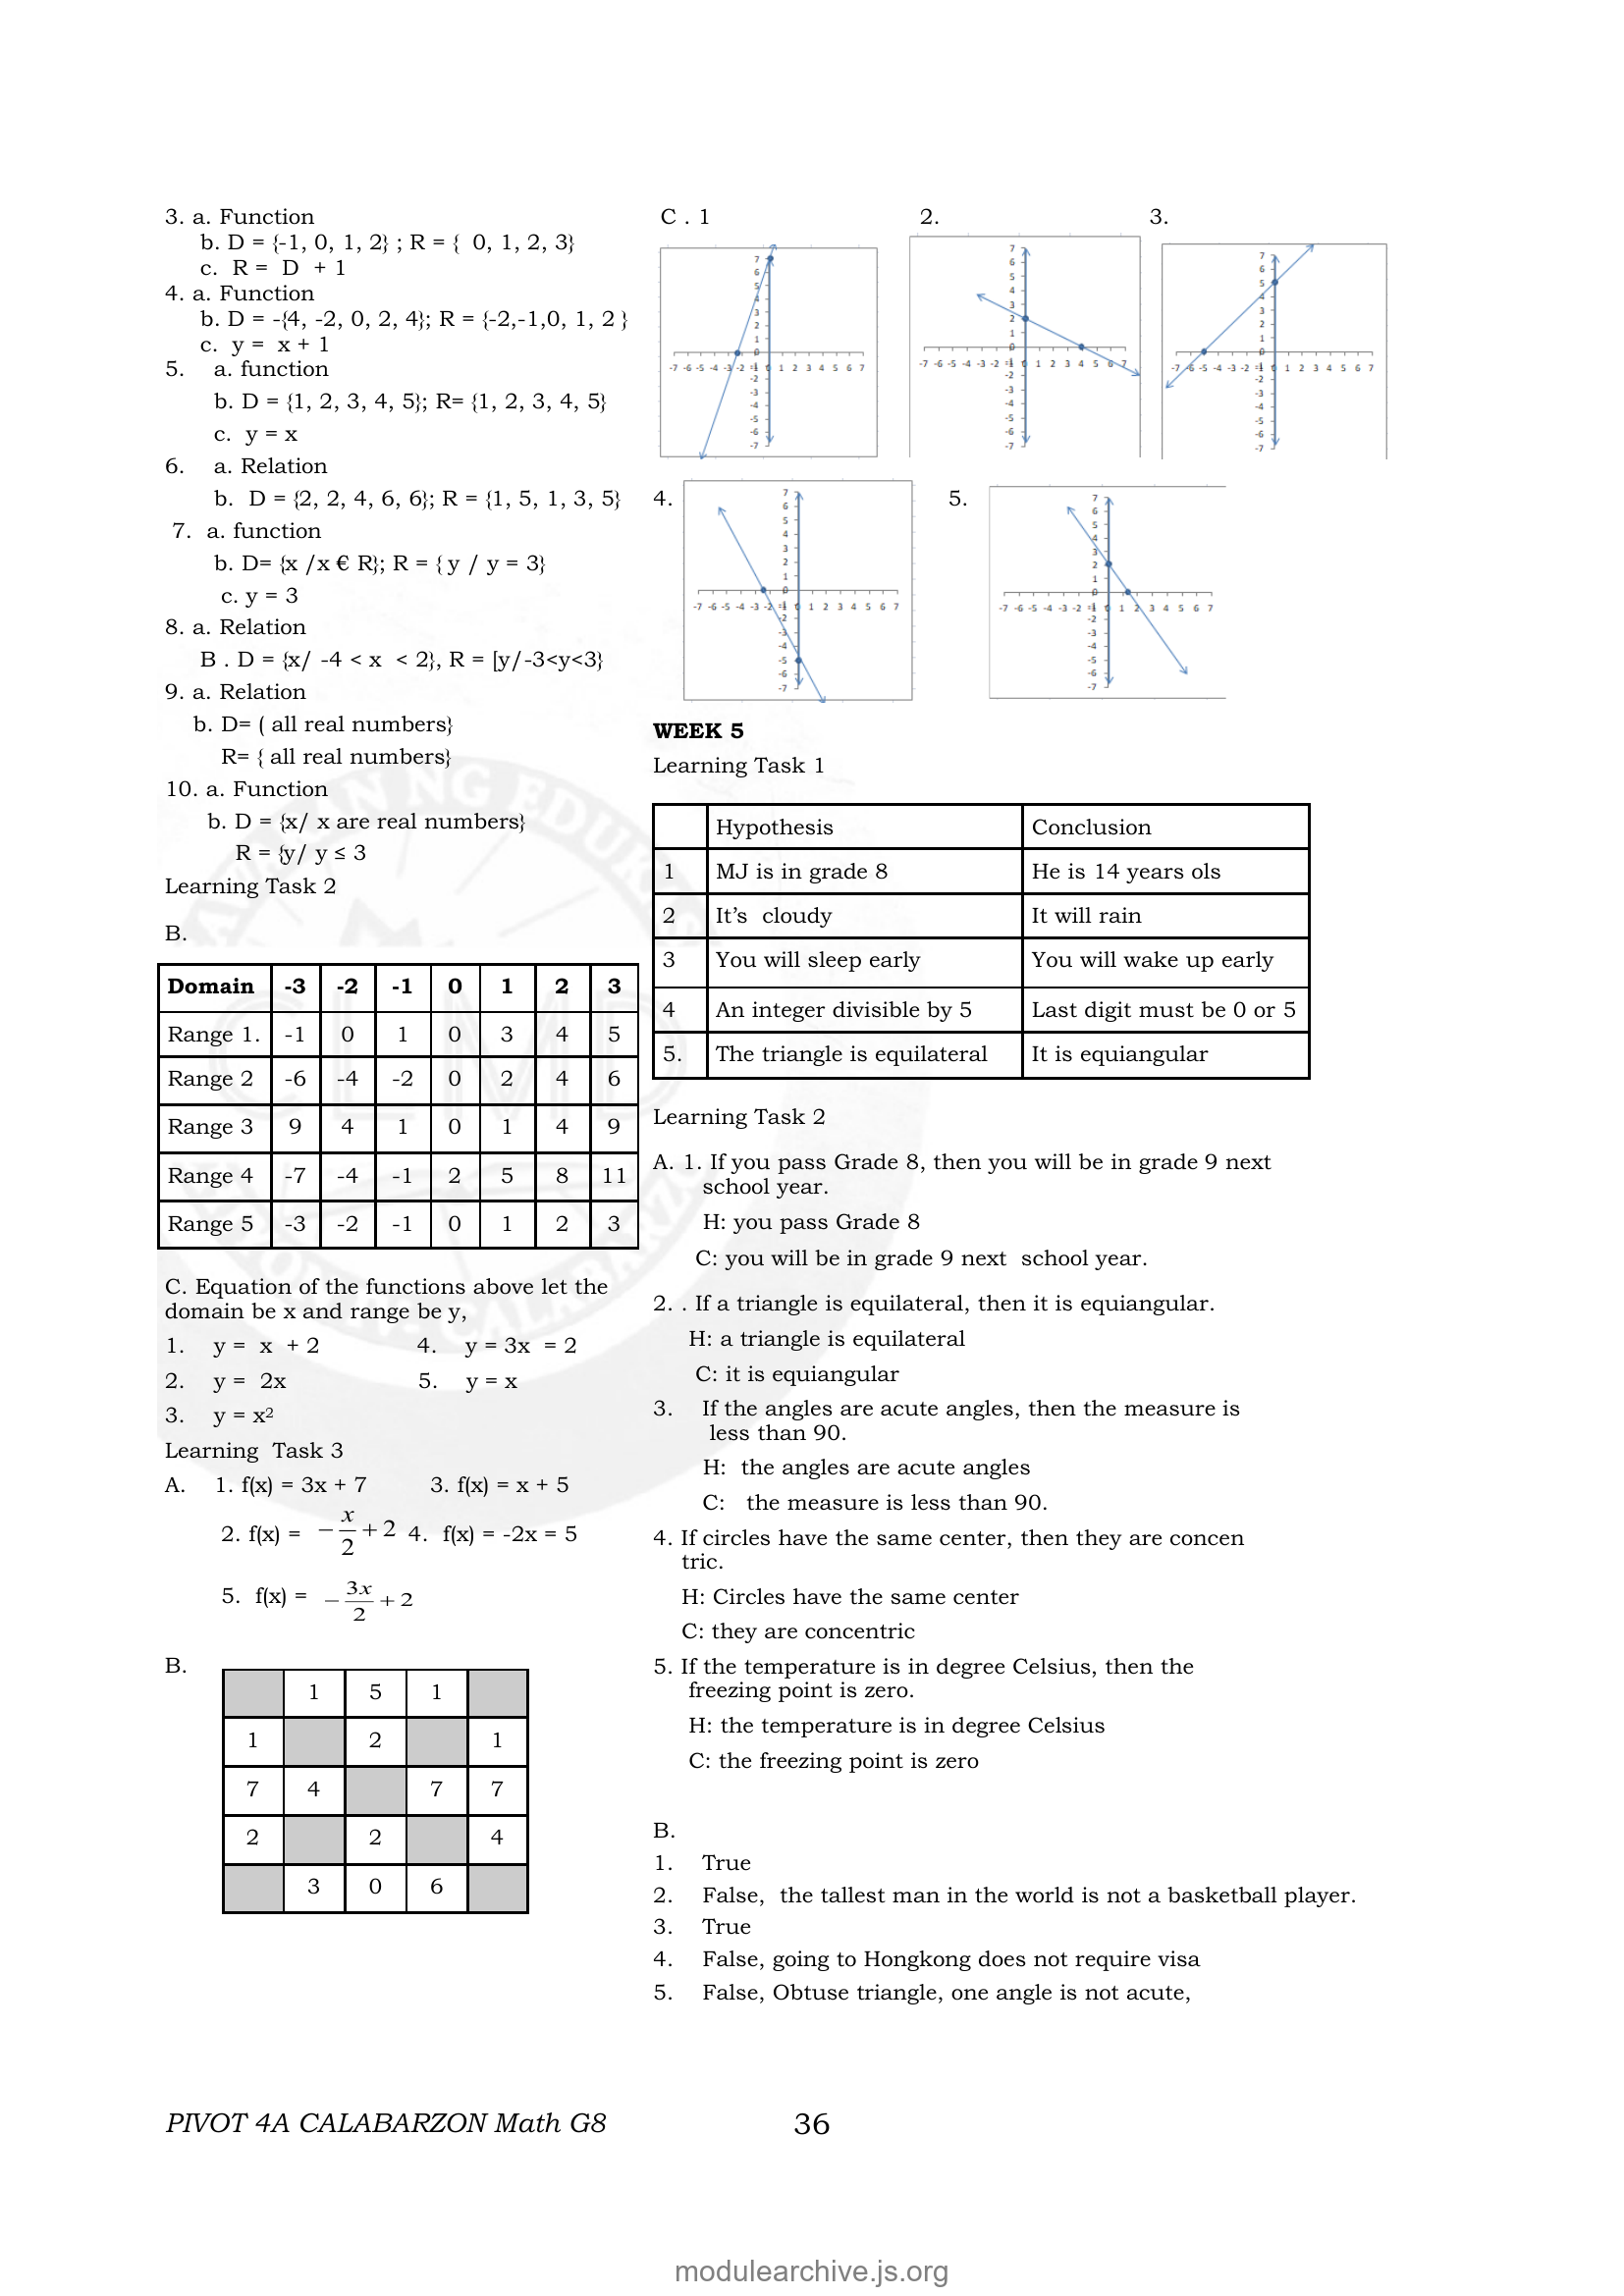 3. a. Function
b. D = {-1, 0, 1, 2} ; R = { 0, 1, 2, 3}
c. R = D + 1
4. a. Function
b. D = -{4, -2, 0, 2, 4}; R = {-2,-1,0, 1, 2 }
c. y = x + 1
5. a. function
b. D = {1, 2, 3, 4, 5}; R= {1, 2, 3, 4, 5}
c. y = x
6. a. Relation
b. D = {2, 2, 4, 6, 6}; R = {1, 5, 1, 3, 5}
7. a. function
b. D= {x /x € R}; R = { y / y = 3}
c. y = 3
8. a. Relation
B . D = {x/ -4 < x < 2}, R = [y/-3<y<3}
9. a. Relation
b. D= ( all real numbers}
R= { all real numbers}
10. a. Function
b. D = {x/ x are real numbers}
R = {y/ y ≤ 3
Learning Task 2
B.
Domain -3 -2 -1 0 1 2 3
Range 1. -1 0 1 0 3 4 5
Range 2 -6 -4 -2 0 2 4 6
Range 3 9 4 1 0 1 4 9
Range 4 -7 -4 -1 2 5 8 11
Range 5 -3 -2 -1 0 1 2 3
C. Equation of the functions above let the
domain be x and range be y,
1. y = x + 2 4. y = 3x = 2
2. y = 2x 5. y = x
3. y = x²
Learning Task 3
A. 1. f(x) = 3x + 7 3. f(x) = x + 5
2. f(x) = − x/2 + 2 4. f(x) = -2x = 5
5. f(x) = − 3x/2 + 2
B.
1 5 1
1 2 1
7 4 7 7
2 2 4
3 0 6
C . 1 2. 3.
4. 5.
WEEK 5
Learning Task 1
Hypothesis Conclusion
1 MJ is in grade 8 He is 14 years ols
2 It's cloudy It will rain
3 You will sleep early You will wake up early
4 An integer divisible by 5 Last digit must be 0 or 5
5. The triangle is equilateral It is equiangular
Learning Task 2
A. 1. If you pass Grade 8, then you will be in grade 9 next
school year.
H: you pass Grade 8
C: you will be in grade 9 next school year.
2. . If a triangle is equilateral, then it is equiangular.
H: a triangle is equilateral
C: it is equiangular
3. If the angles are acute angles, then the measure is
less than 90.
H: the angles are acute angles
C: the measure is less than 90.
4. If circles have the same center, then they are concen
tric.
H: Circles have the same center
C: they are concentric
5. If the temperature is in degree Celsius, then the
freezing point is zero.
H: the temperature is in degree Celsius
C: the freezing point is zero
B.
1. True
2. False, the tallest man in the world is not a basketball player.
3. True
4. False, going to Hongkong does not require visa
5. False, Obtuse triangle, one angle is not acute,
PIVOT 4A CALABARZON Math G8 36
modulearchive.js.org